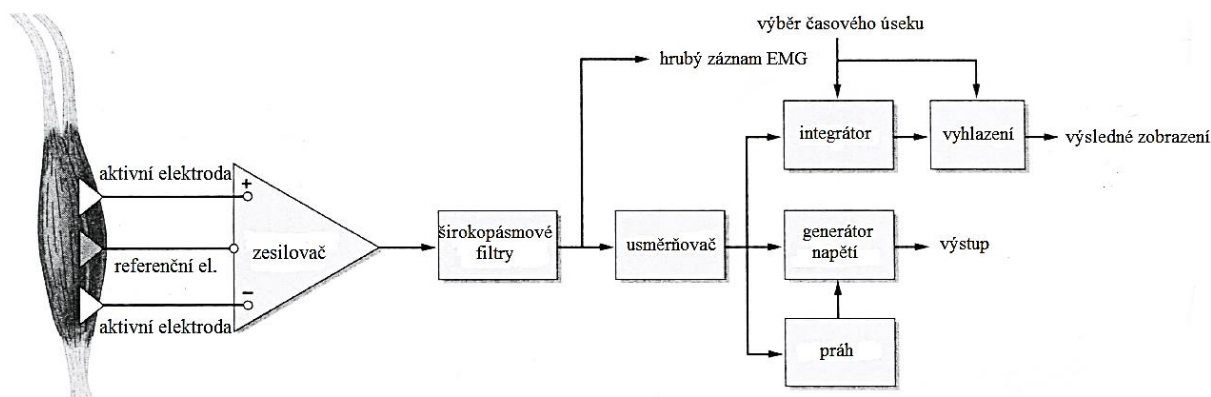 výběr časového úseku
hrubý záznam EMG
integrátor
vyhlazení
výsledné zobrazení
aktivní elektroda
+
zesilovač
širokopásmové
filtry
usměrňovač
generátor
napětí
výstup
referenční el.
−
aktivní elektroda
práh